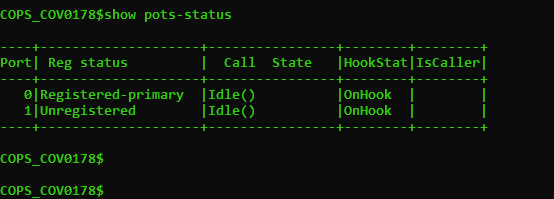 COPS_COV0178$show pots-status
----+--------------------+----------------+--------+--------+
Port| Reg status         |  Call  State   |HookStat|IsCaller|
----+--------------------+----------------+--------+--------+
   0|Registered-primary  |Idle()          |OnHook  |        |
   1|Unregistered        |Idle()          |OnHook  |        |
----+--------------------+----------------+--------+--------+
COPS_COV0178$
COPS_COV0178$